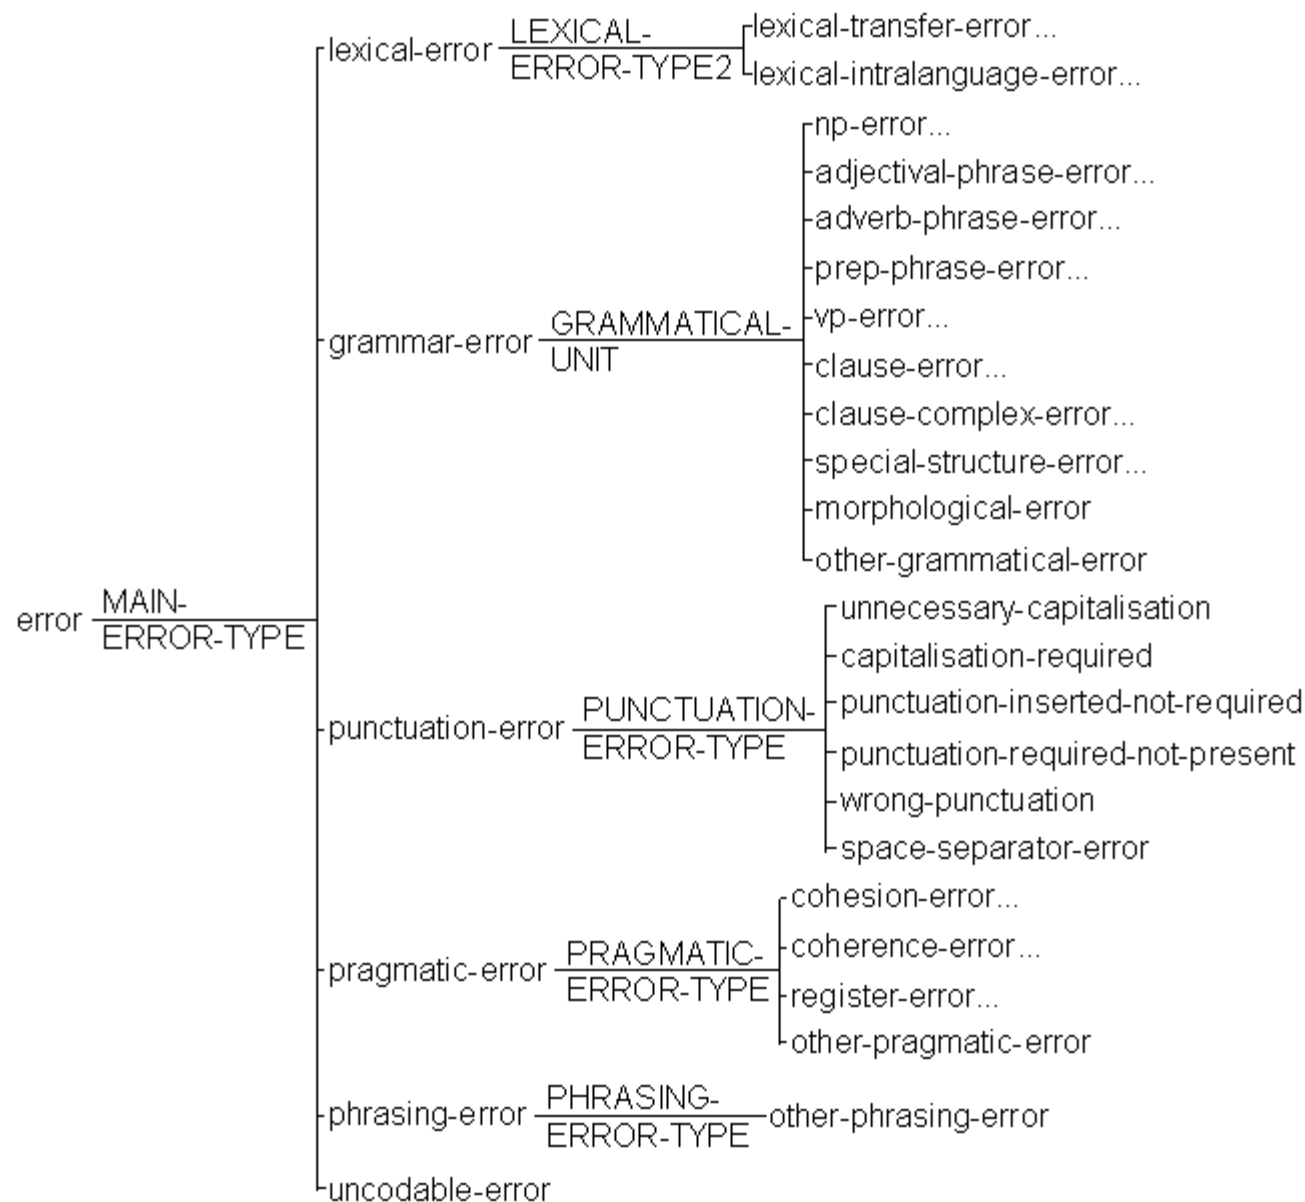 lexical-error
LEXICAL-
ERROR-TYPE2
lexical-transfer-error...
lexical-intralanguage-error...
np-error...
adjectival-phrase-error...
adverb-phrase-error...
prep-phrase-error...
vp-error...
grammar-error
GRAMMATICAL-
UNIT
clause-error...
clause-complex-error...
special-structure-error...
morphological-error
other-grammatical-error
error
MAIN-
ERROR-TYPE
unnecessary-capitalisation
capitalisation-required
punctuation-error
PUNCTUATION-
ERROR-TYPE
punctuation-inserted-not-required
punctuation-required-not-present
wrong-punctuation
space-separator-error
pragmatic-error
PRAGMATIC-
ERROR-TYPE
cohesion-error...
coherence-error...
register-error...
other-pragmatic-error
phrasing-error
PHRASING-
ERROR-TYPE
other-phrasing-error
uncodable-error